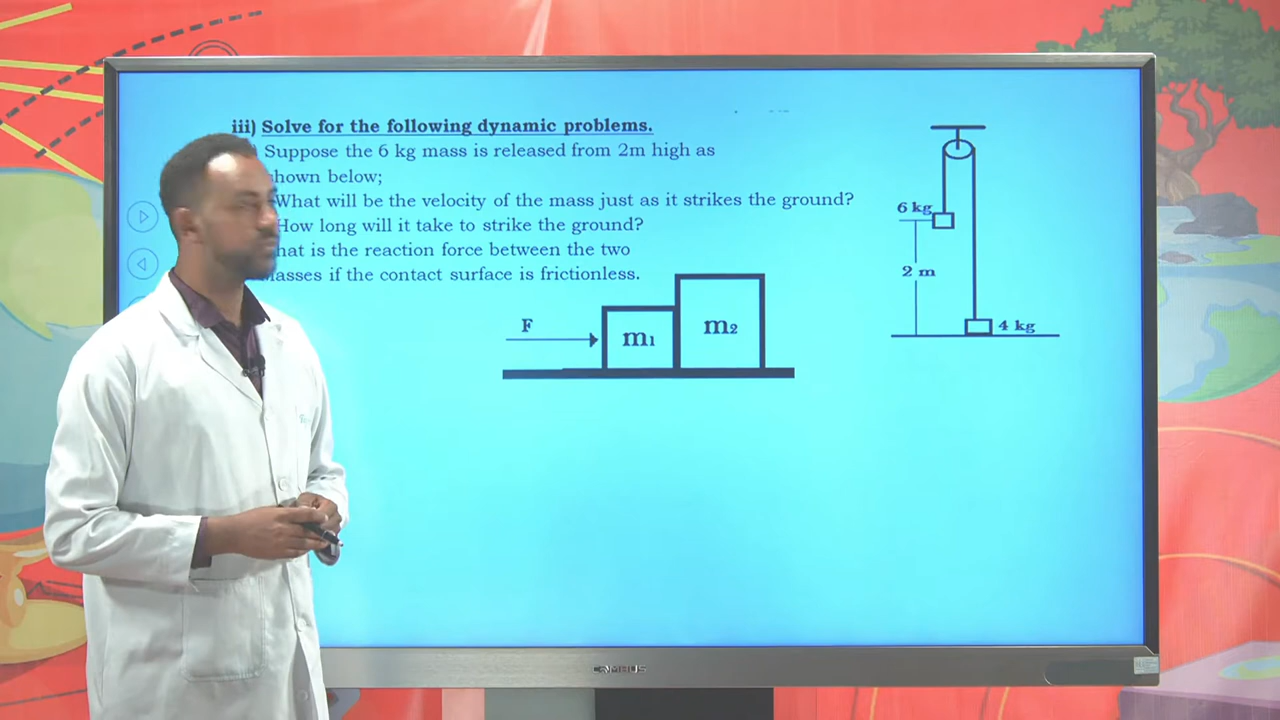 iii) Solve for the following dynamic problems.
) Suppose the 6 kg mass is released from 2m high as
hown below;
What will be the velocity of the mass just as it strikes the ground?
How long will it take to strike the ground?
hat is the reaction force between the two
masses if the contact surface is frictionless.
F
m₁
m₂
6 kg
2 m
4 kg